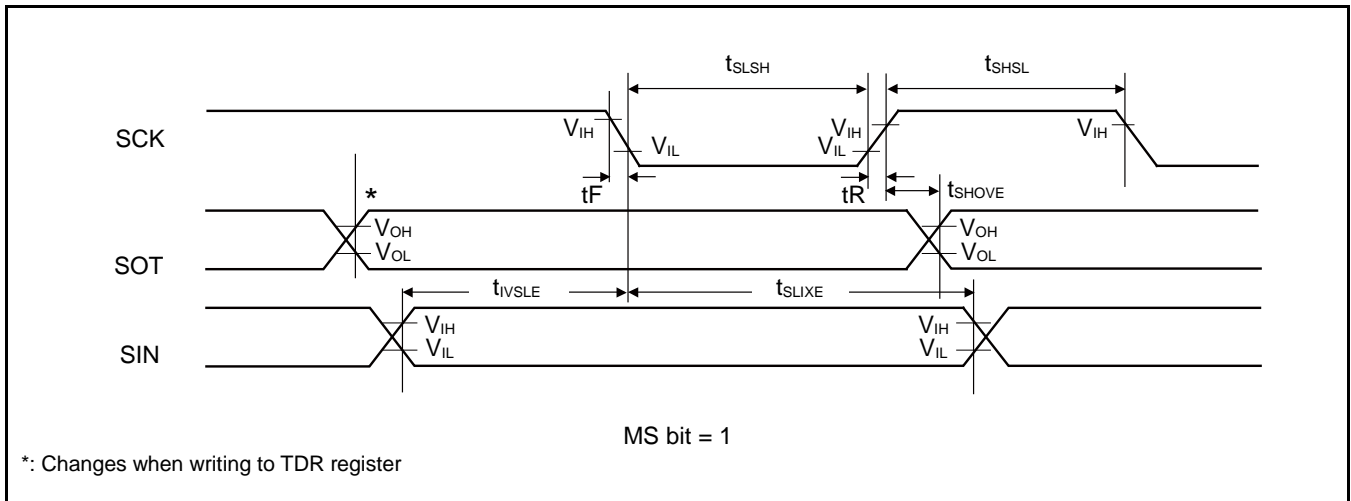 tSLSH
tSHSL
SCK
VIH
VIL
VIH
VIL
VIH
tF
tR
tSHOVE
*
SOT
VOH
VOL
VOH
VOL
tIVSLE
tSLIXE
SIN
VIH
VIL
VIH
VIL
MS bit = 1
*: Changes when writing to TDR register